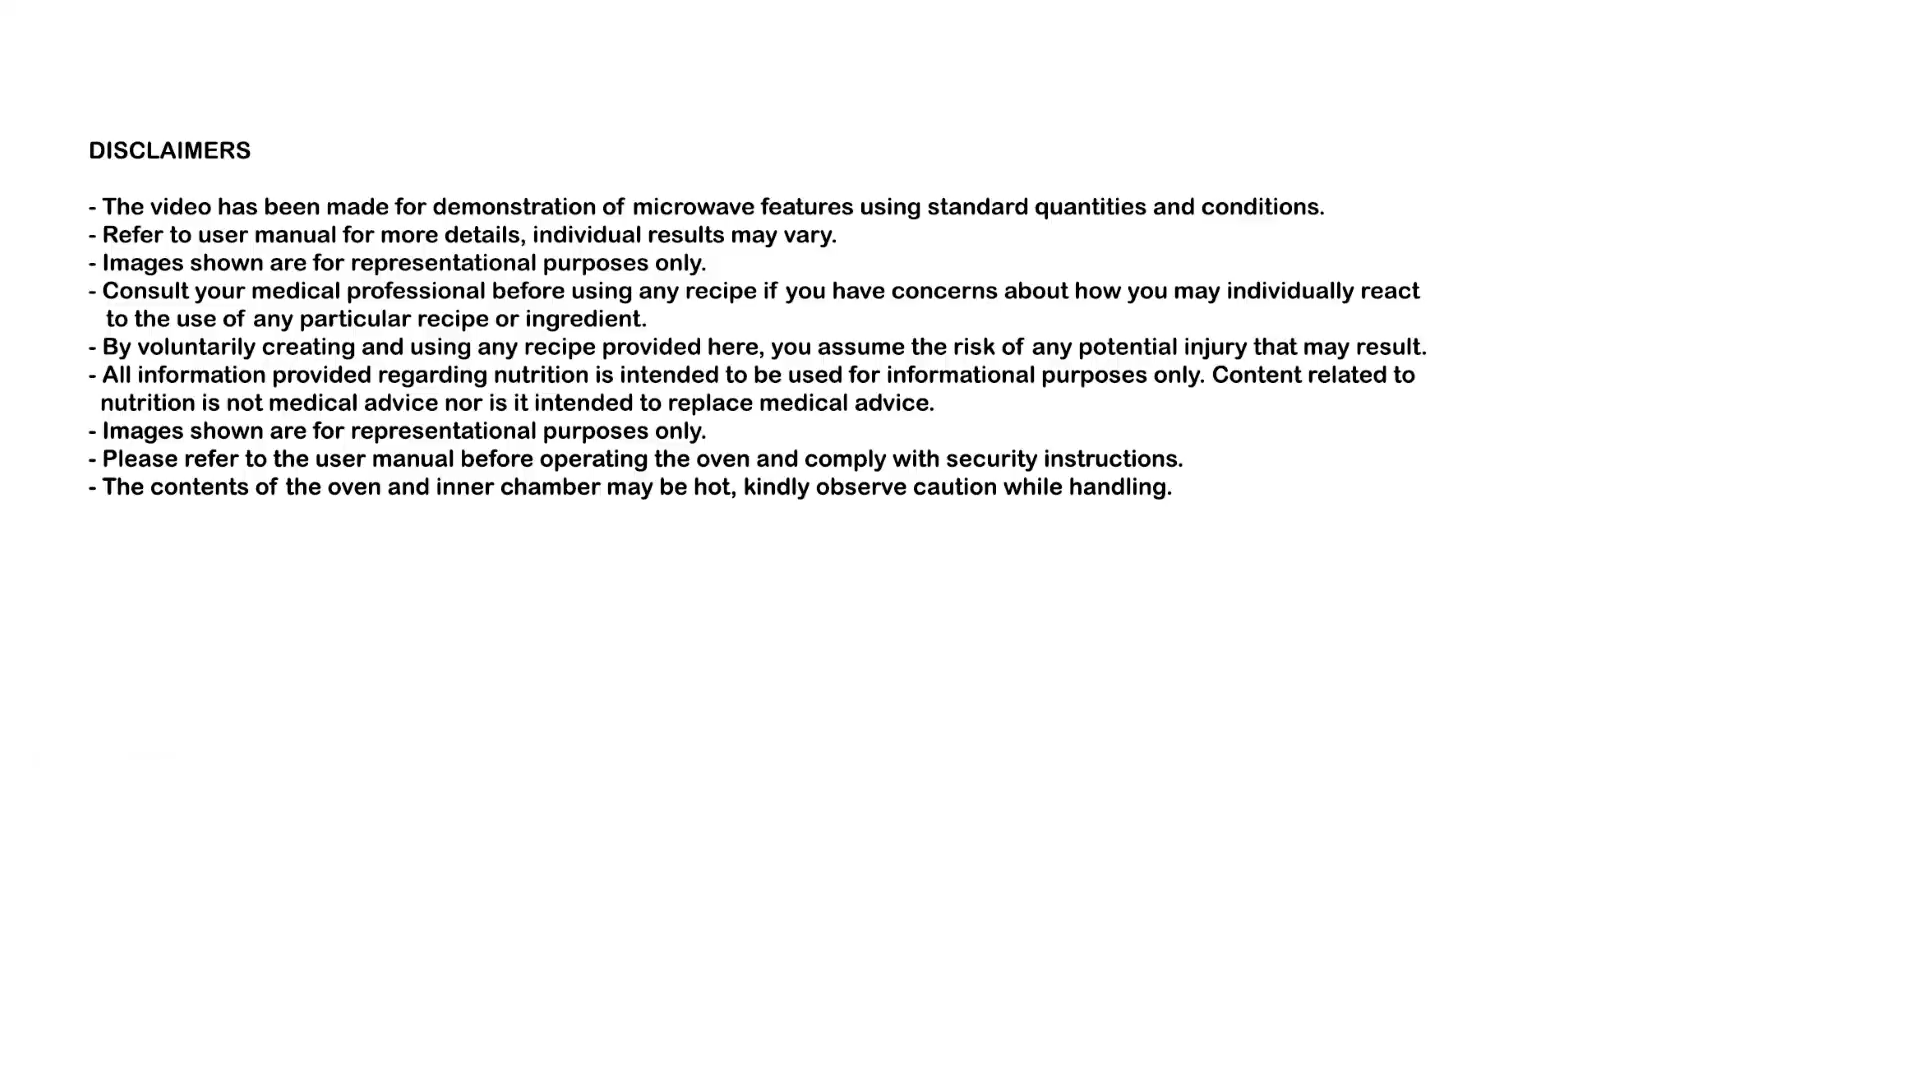 DISCLAIMERS
- The video has been made for demonstration of microwave features using standard quantities and conditions.
- Refer to user manual for more details, individual results may vary.
- Images shown are for representational purposes only.
- Consult your medical professional before using any recipe if you have concerns about how you may individually react
to the use of any particular recipe or ingredient.
- By voluntarily creating and using any recipe provided here, you assume the risk of any potential injury that may result.
- All information provided regarding nutrition is intended to be used for informational purposes only. Content related to
nutrition is not medical advice nor is it intended to replace medical advice.
- Images shown are for representational purposes only.
- Please refer to the user manual before operating the oven and comply with security instructions.
- The contents of the oven and inner chamber may be hot, kindly observe caution while handling.